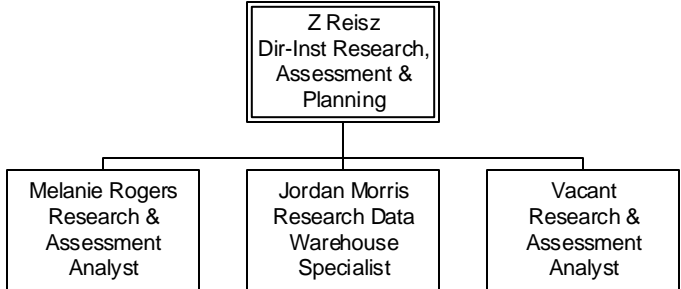 Z Reisz
Dir-Inst Research,
Assessment &
Planning
Melanie Rogers
Research &
Assessment
Analyst
Jordan Morris
Research Data
Warehouse
Specialist
Vacant
Research &
Assessment
Analyst